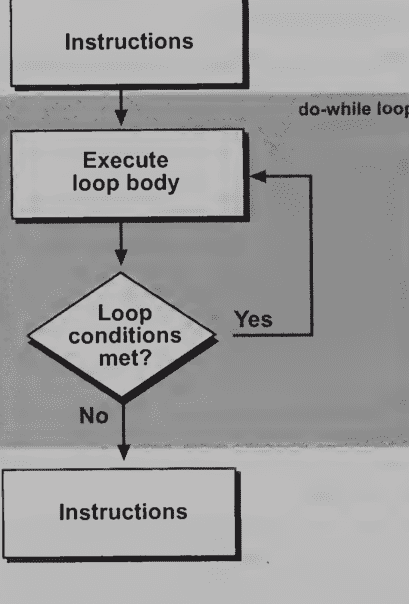 Instructions
do-while loop
Execute
loop body
Loop
conditions
met?
Yes
No
Instructions